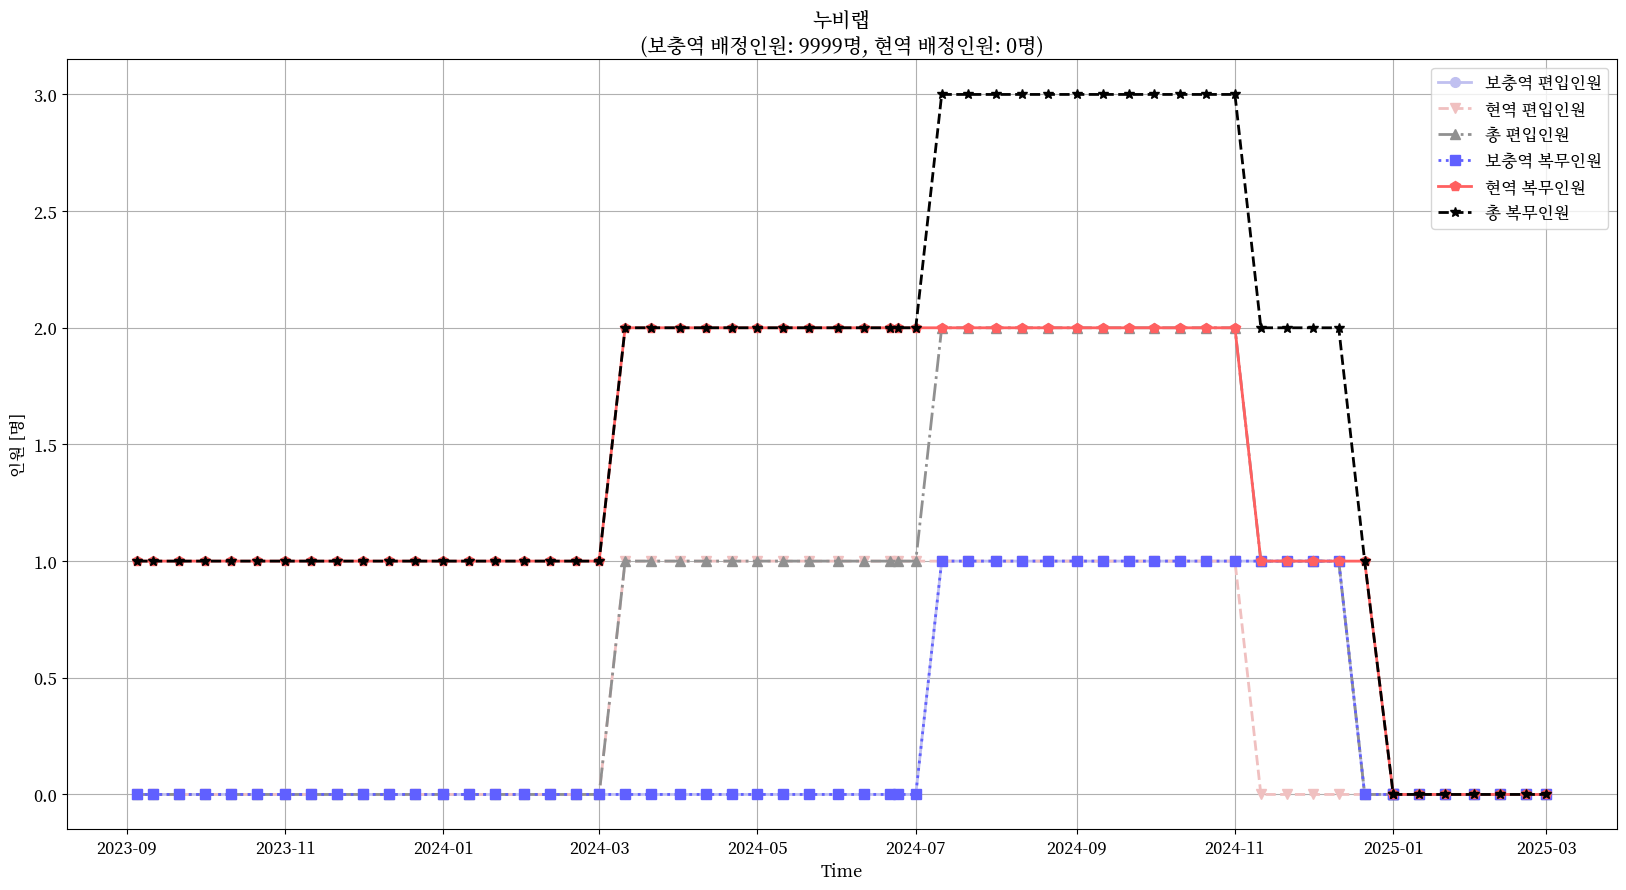 누비랩
(보충역 배정인원: 9999명, 현역 배정인원: 0명)
보충역 편입인원
현역 편입인원
총 편입인원
보충역 복무인원
현역 복무인원
총 복무인원
인원 [명]
3.0
2.5
2.0
1.5
1.0
0.5
0.0
2023-09
2023-11
2024-01
2024-03
2024-05
2024-07
2024-09
2024-11
2025-01
2025-03
Time